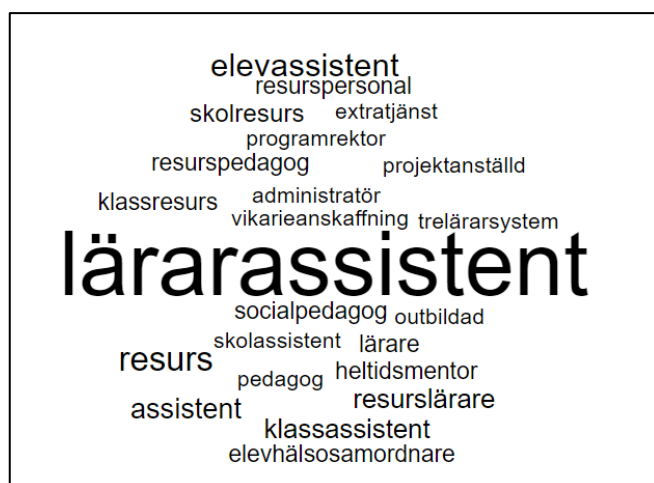 elevassistent
resurspersonal
skolresurs extratjänst
programrektor
resurspedagog projektanställd
klassresurs administratör
vikarieanskaffning trelärarsystem
lärarassistent
socialpedagog outbildad
skolassistent lärare
resurs heltidsmentor
pedagog
assistent resurslärare
klassassistent
elevhälsosamordnare